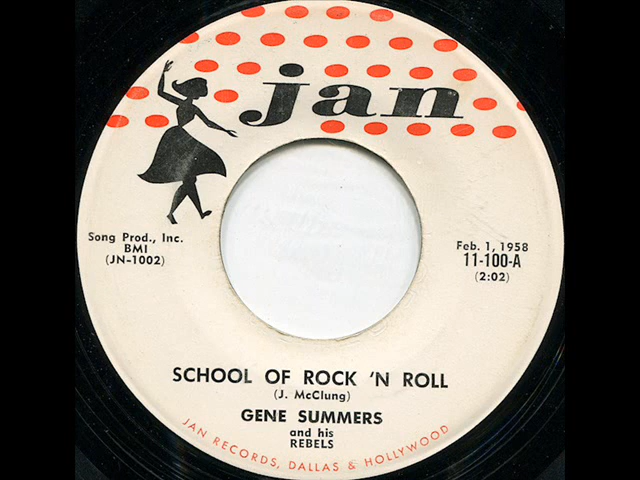 jan
Song Prod., Inc.
BMI
(JN-1002)
Feb. 1, 1958
11-100-A
(2:02)
SCHOOL OF ROCK 'N ROLL
(J. McClung)
GENE SUMMERS
and his
REBELS
JAN RECORDS, DALLAS & HOLLYWOOD